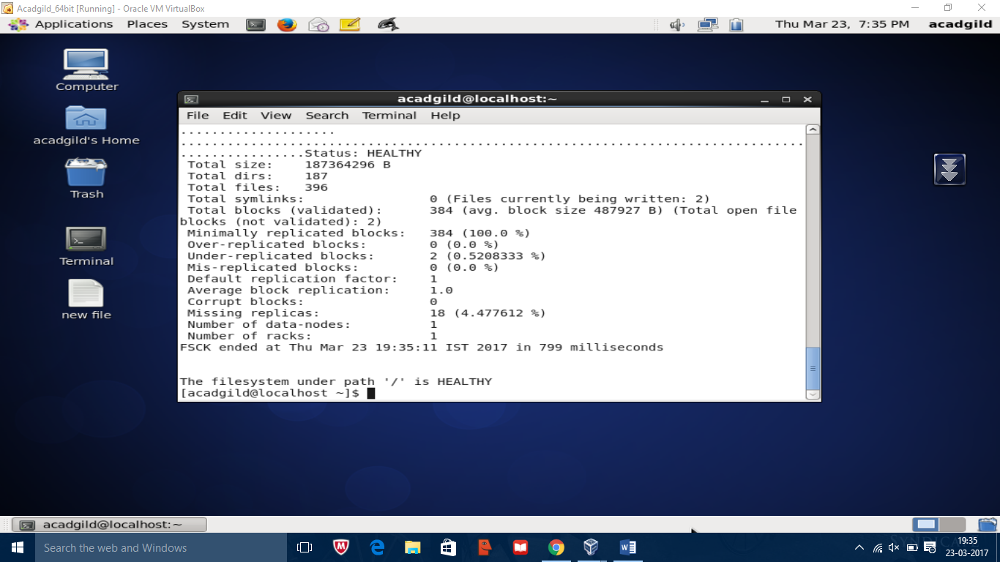 Acadgild_64bit [Running] - Oracle VM VirtualBox
Applications Places System Thu Mar 23, 7:35 PM acadgild
Computer
acadgild's Home
Trash
Terminal
new file
acadgild@localhost:~
File Edit View Search Terminal Help
....................
................................................................................
................Status: HEALTHY
Total size: 187364296 B
Total dirs: 187
Total files: 396
Total symlinks: 0 (Files currently being written: 2)
Total blocks (validated): 384 (avg. block size 487927 B) (Total open file
blocks (not validated): 2)
Minimally replicated blocks: 384 (100.0 %)
Over-replicated blocks: 0 (0.0 %)
Under-replicated blocks: 2 (0.5208333 %)
Mis-replicated blocks: 0 (0.0 %)
Default replication factor: 1
Average block replication: 1.0
Corrupt blocks: 0
Missing replicas: 18 (4.477612 %)
Number of data-nodes: 1
Number of racks: 1
FSCK ended at Thu Mar 23 19:35:11 IST 2017 in 799 milliseconds
The filesystem under path '/' is HEALTHY
[acadgild@localhost ~]$
acadgild@localhost:~
Search the web and Windows
19:35
23-03-2017